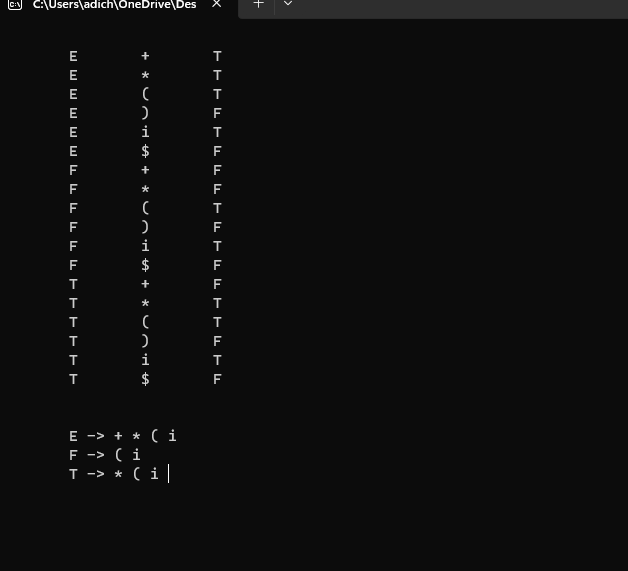 C:\Users\adich\OneDrive\Des × + ∨
E + T
E * T
E ( T
E ) F
E i T
E $ F
F + F
F * F
F ( T
F ) F
F i T
F $ F
T + F
T * T
T ( T
T ) F
T i T
T $ F
E -> + * ( i
F -> ( i
T -> * ( i